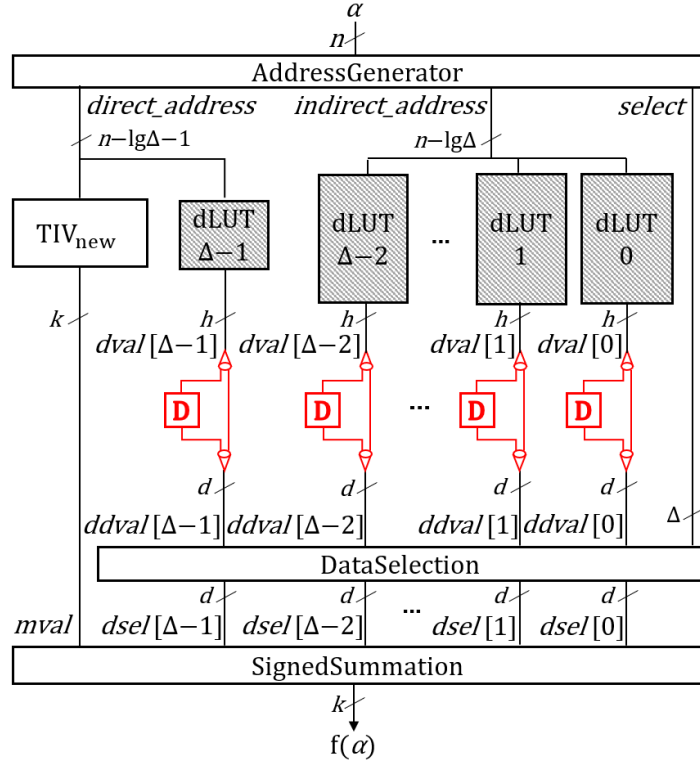 α
n
AddressGenerator
direct_address indirect_address select
n−lgΔ−1 n−lgΔ
TIVnew
dLUT Δ−1
dLUT Δ−2
...
dLUT 1
dLUT 0
k h h h h
dval [Δ−1] dval [Δ−2] dval [1] dval [0]
D D ... D D
d d d d
ddval [Δ−1] ddval [Δ−2] ddval [1] ddval [0] Δ
DataSelection
d d ... d d
mval dsel [Δ−1] dsel [Δ−2] dsel [1] dsel [0]
SignedSummation
k
f(α)